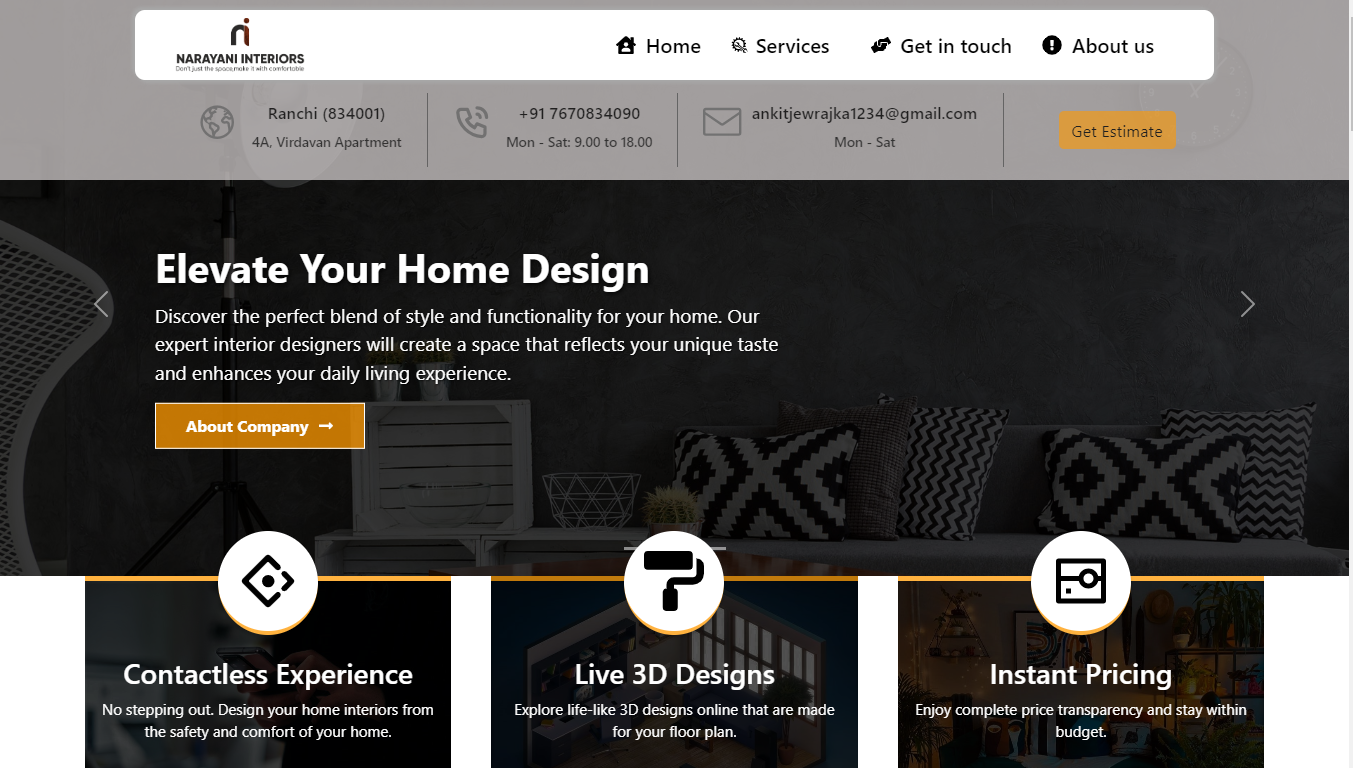 NARAYANI INTERIORS
Don't just the space,make it with comfortable
Home
Services
Get in touch
About us
Ranchi (834001)
4A, Virdavan Apartment
+91 7670834090
Mon - Sat: 9.00 to 18.00
ankitjewrajka1234@gmail.com
Mon - Sat
Get Estimate
Elevate Your Home Design
Discover the perfect blend of style and functionality for your home. Our
expert interior designers will create a space that reflects your unique taste
and enhances your daily living experience.
About Company
Contactless Experience
No stepping out. Design your home interiors from
the safety and comfort of your home.
Live 3D Designs
Explore life-like 3D designs online that are made
for your floor plan.
Instant Pricing
Enjoy complete price transparency and stay within
budget.